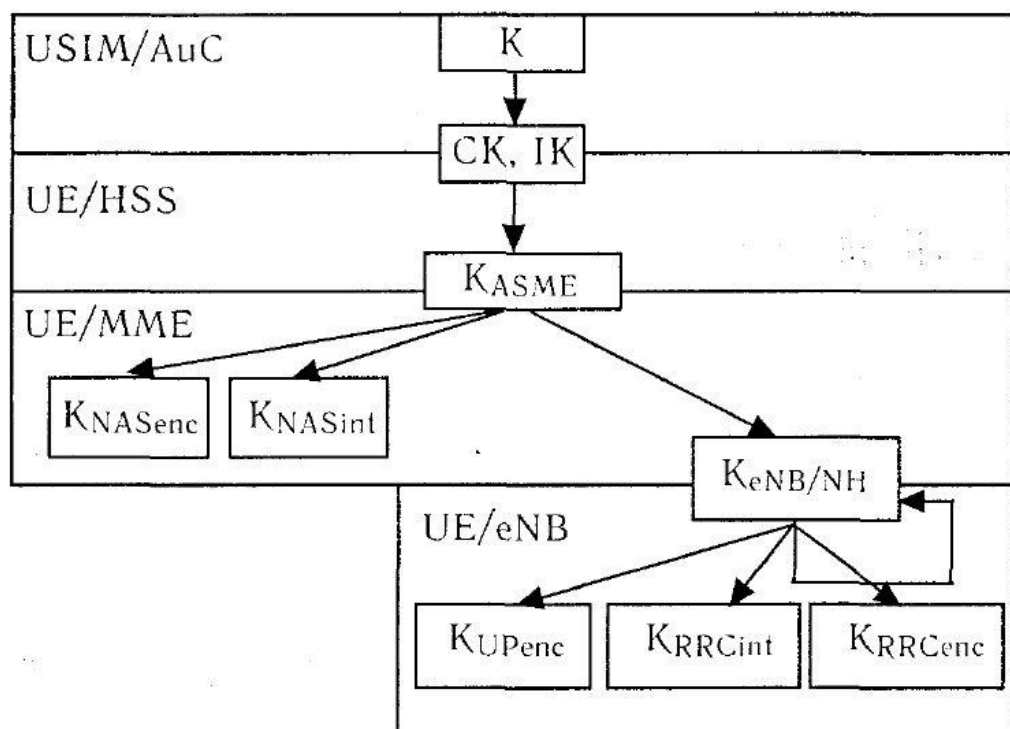 USIM/AuC
K
CK, IK
UE/HSS
KASME
UE/MME
KNASenc
KNASint
KeNB/NH
UE/eNB
KUPenc
KRRCint
KRRCenc